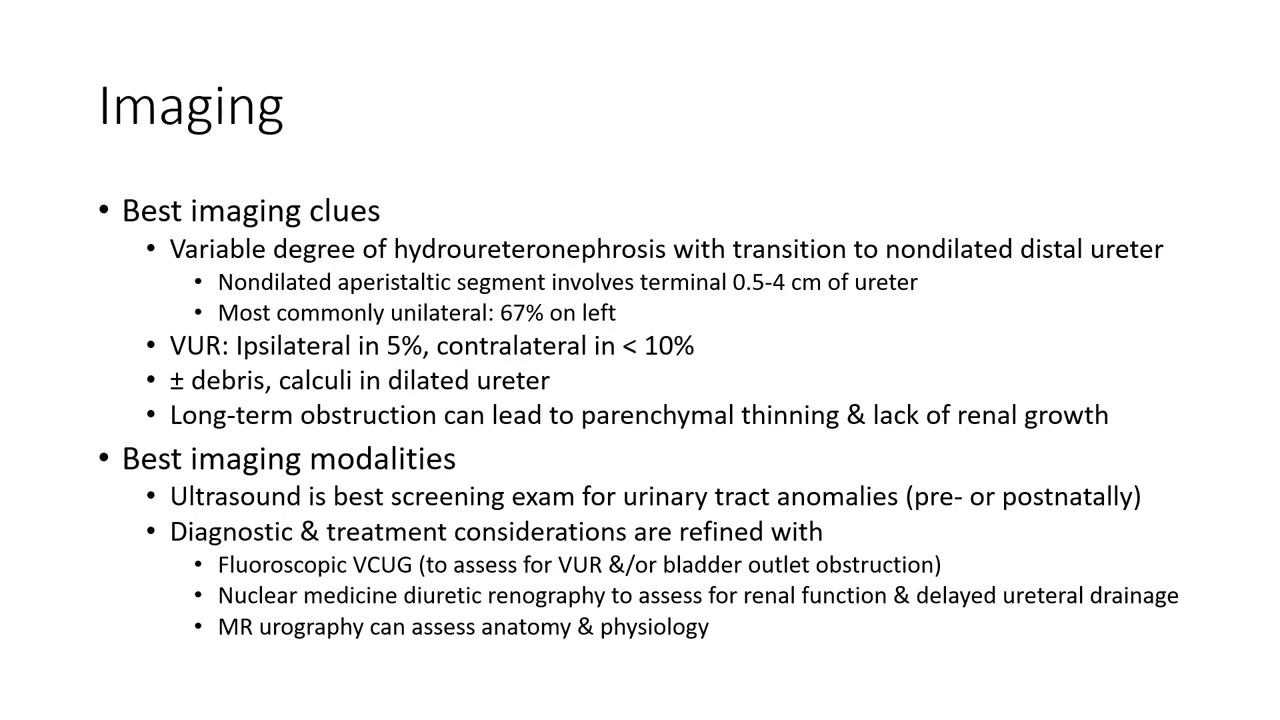 Imaging
• Best imaging clues
• Variable degree of hydroureteronephrosis with transition to nondilated distal ureter
• Nondilated aperistaltic segment involves terminal 0.5-4 cm of ureter
• Most commonly unilateral: 67% on left
• VUR: Ipsilateral in 5%, contralateral in < 10%
• ± debris, calculi in dilated ureter
• Long-term obstruction can lead to parenchymal thinning & lack of renal growth
• Best imaging modalities
• Ultrasound is best screening exam for urinary tract anomalies (pre- or postnatally)
• Diagnostic & treatment considerations are refined with
• Fluoroscopic VCUG (to assess for VUR &/or bladder outlet obstruction)
• Nuclear medicine diuretic renography to assess for renal function & delayed ureteral drainage
• MR urography can assess anatomy & physiology